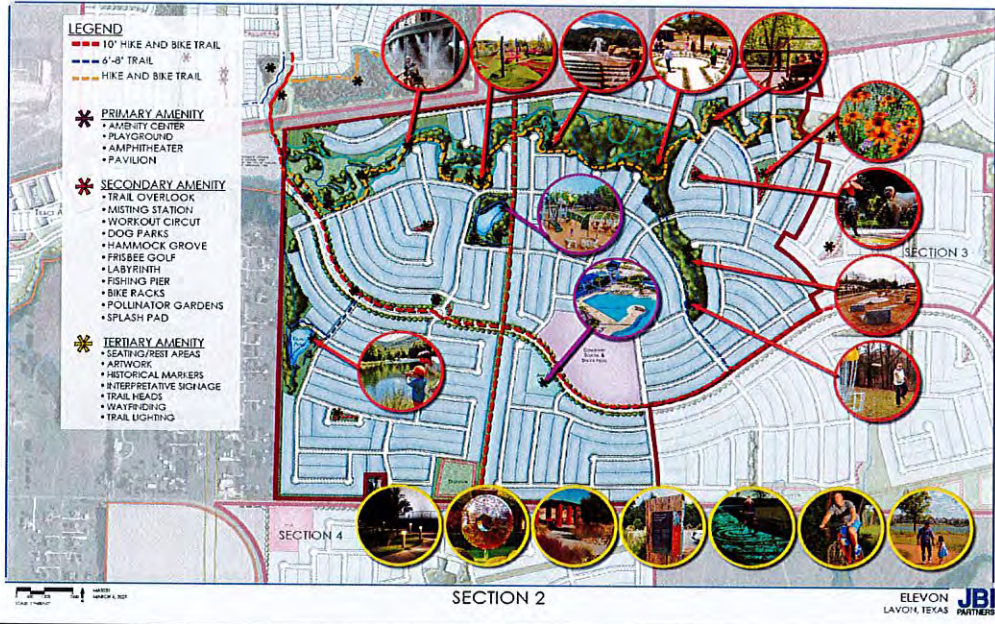 LEGEND
10' HIKE AND BIKE TRAIL
6'-8' TRAIL
HIKE AND BIKE TRAIL
PRIMARY AMENITY
• AMENITY CENTER
• PLAYGROUND
• AMPHITHEATER
• PAVILION
SECONDARY AMENITY
• TRAIL OVERLOOK
• MISTING STATION
• WORKOUT CIRCUT
• DOG PARKS
• HAMMOCK GROVE
• FRISBEE GOLF
• LABYRINTH
• FISHING PIER
• BIKE RACKS
• POLLINATOR GARDENS
• SPLASH PAD
TERTIARY AMENITY
• SEATING/REST AREAS
• ARTWORK
• HISTORICAL MARKERS
• INTERPRETATIVE SIGNAGE
• TRAIL HEADS
• WAYFINDING
• TRAIL LIGHTING
SECTION 3
SECTION 4
SECTION 2
ELEVON
LAVON, TEXAS
JBI
PARTNERS